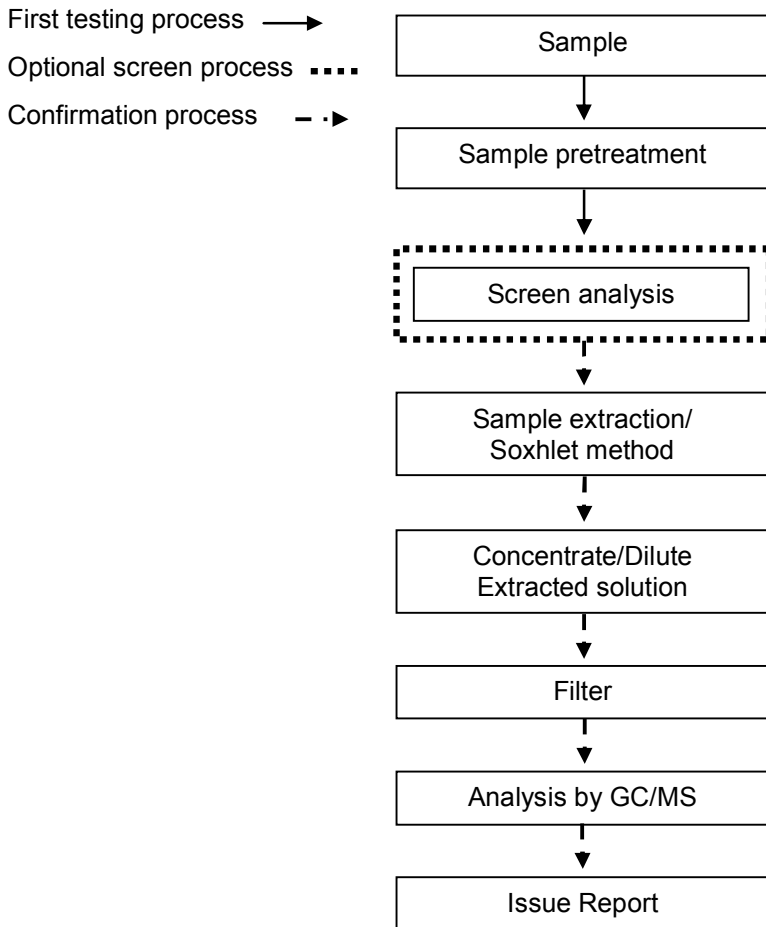 First testing process
Optional screen process
Confirmation process
Sample
Sample pretreatment
Screen analysis
Sample extraction/
Soxhlet method
Concentrate/Dilute
Extracted solution
Filter
Analysis by GC/MS
Issue Report